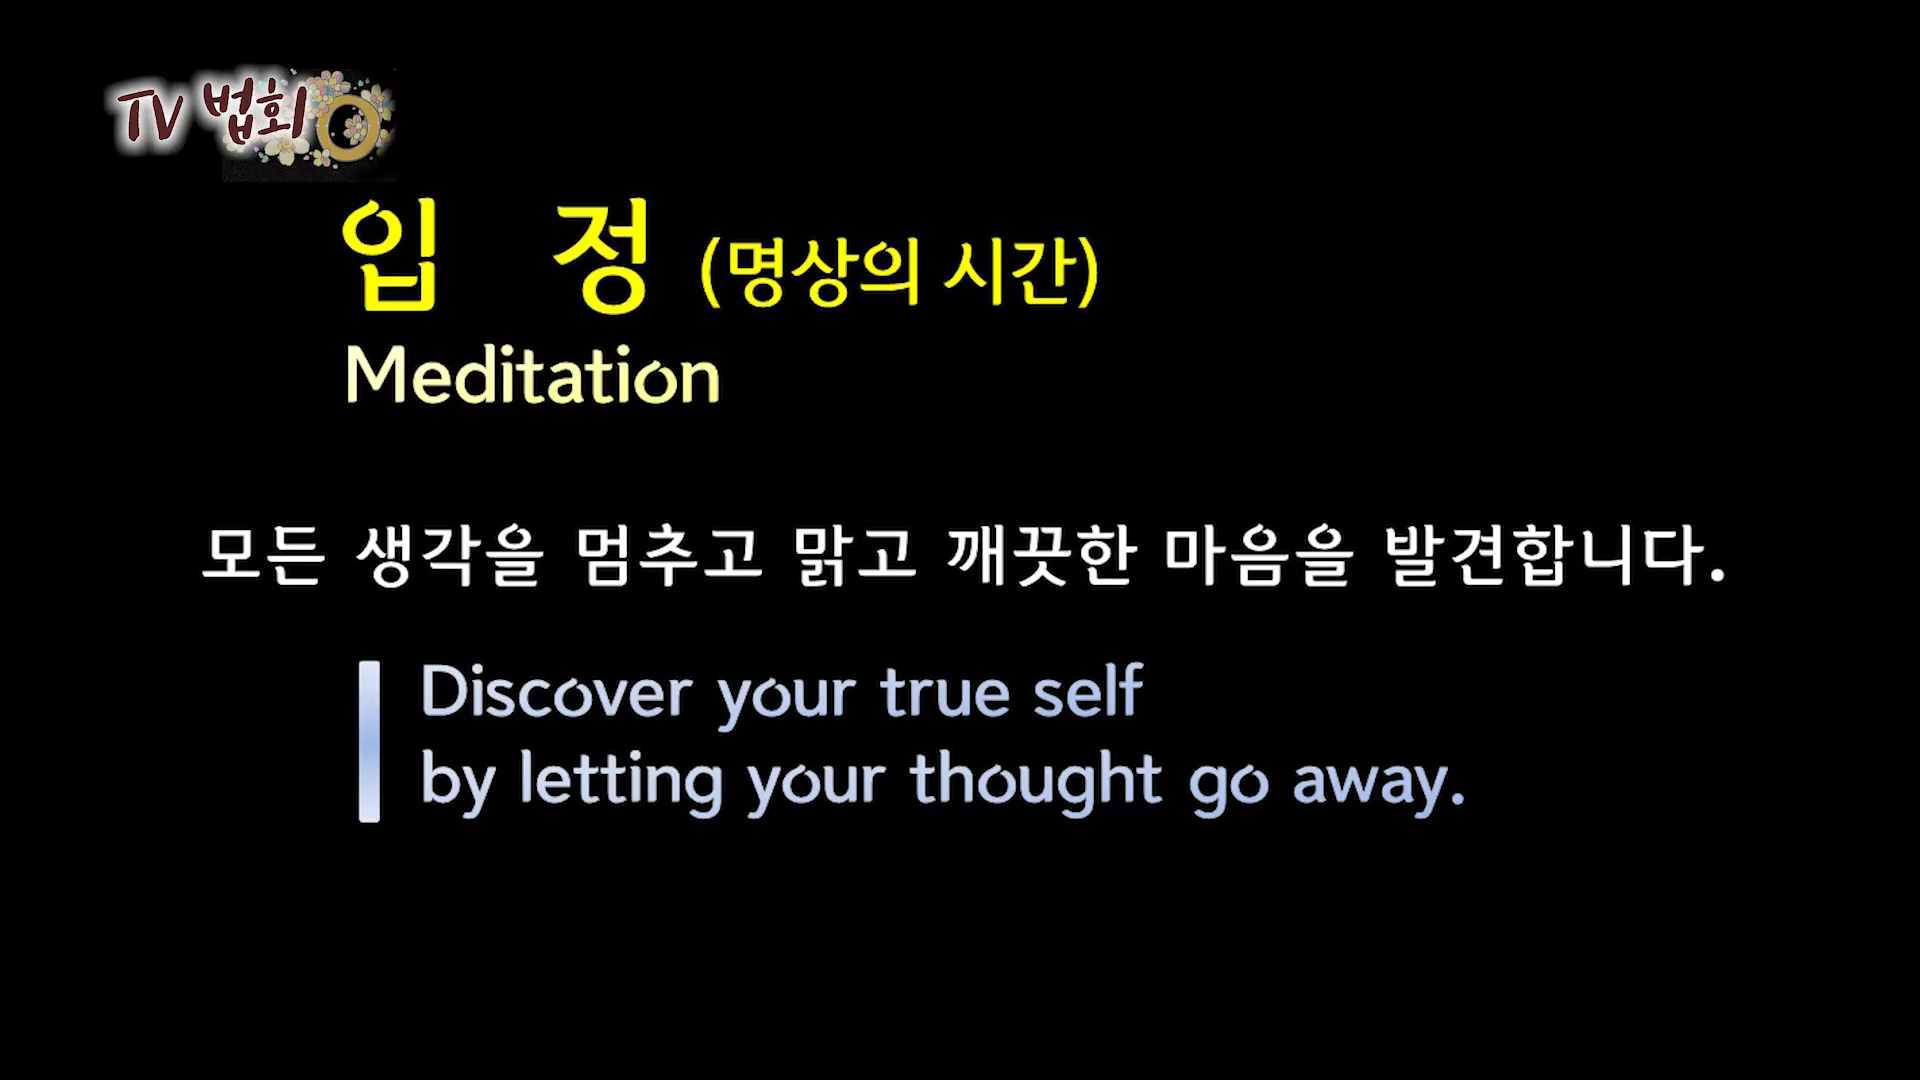 TV 법회
입 정 (명상의 시간)
Meditation
모든 생각을 멈추고 맑고 깨끗한 마음을 발견합니다.
Discover your true self
by letting your thought go away.